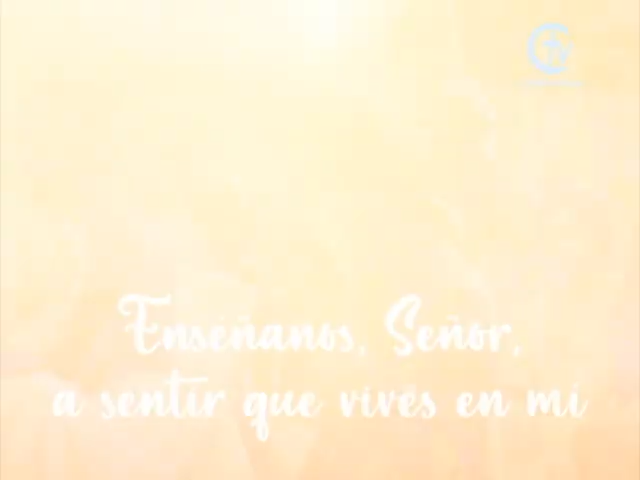 Enséñanos, Señor,
a sentir que vives en mí